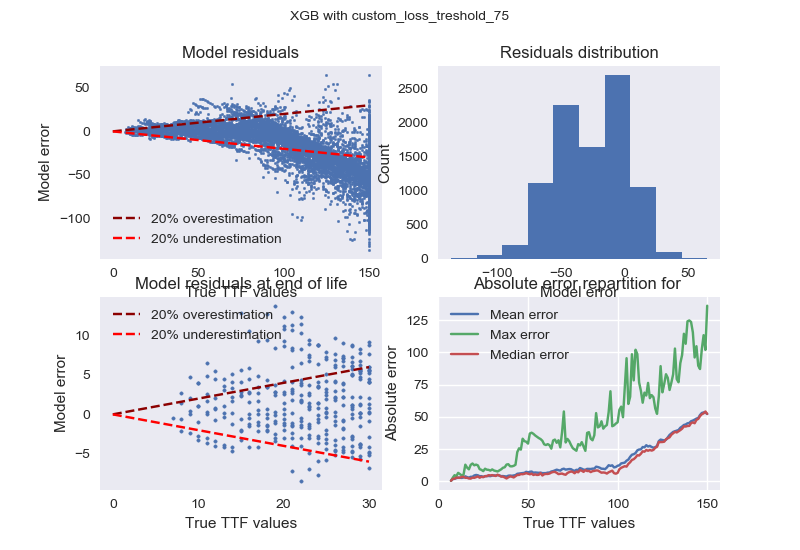 XGB with custom_loss_treshold_75
Model residuals
Residuals distribution
50
0
−50
−100
Model error
20% overestimation
20% underestimation
0
50
100
150
True TTF values
2500
2000
1500
1000
500
0
Count
−100
−50
0
50
Model error
Model residuals at end of life
Absolute error repartition for
10
5
0
−5
Model error
20% overestimation
20% underestimation
0
10
20
30
True TTF values
125
100
75
50
25
0
Absolute error
Mean error
Max error
Median error
0
50
100
150
True TTF values